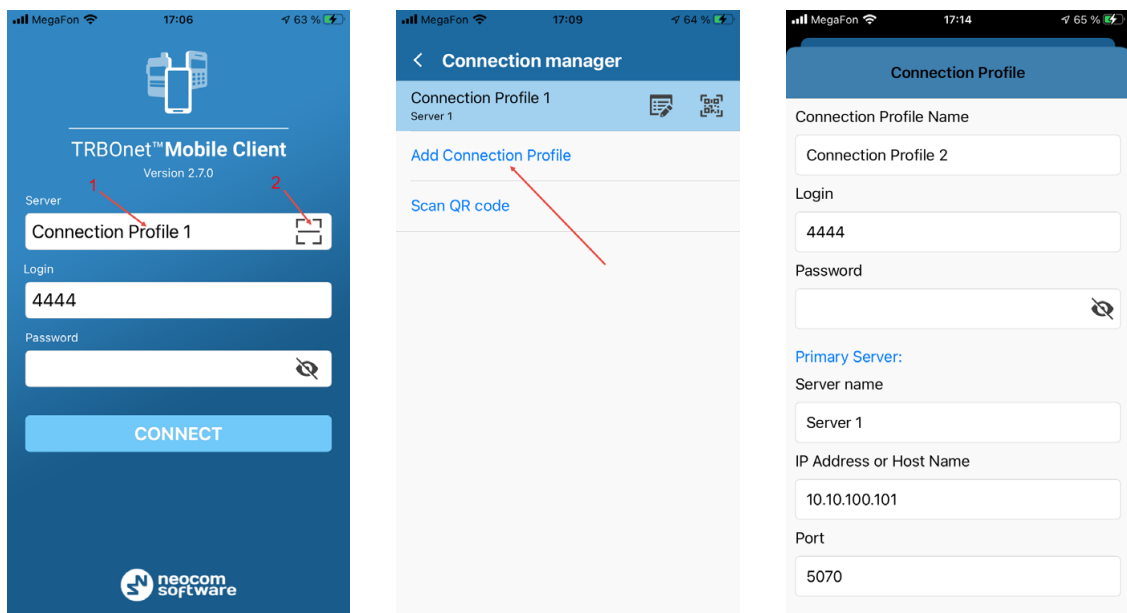 MegaFon 17:06 63 %
TRBOnet™Mobile Client
Version 2.7.0
1
2
Server
Connection Profile 1
Login
4444
Password
CONNECT
neocom
software
MegaFon 17:09 64 %
Connection manager
Connection Profile 1
Server 1
Add Connection Profile
Scan QR code
MegaFon 17:14 65 %
Connection Profile
Connection Profile Name
Connection Profile 2
Login
4444
Password
Primary Server:
Server name
Server 1
IP Address or Host Name
10.10.100.101
Port
5070